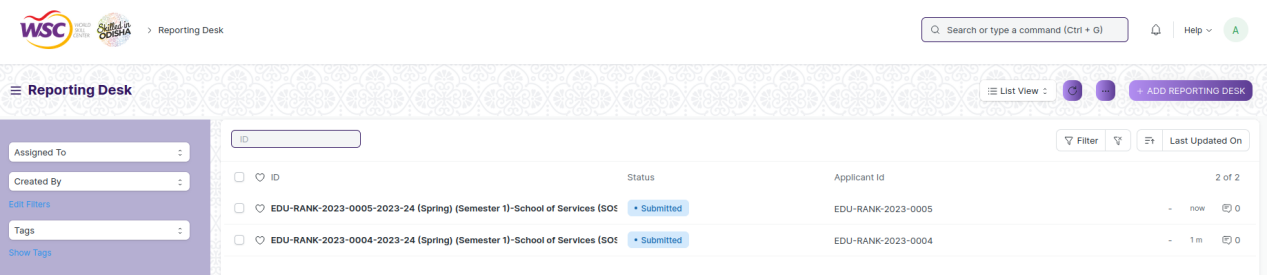 WSC WORLD SKILL CENTER Skilled in ODISHA > Reporting Desk Search or type a command (Ctrl + G) Help A
Reporting Desk List View ... + ADD REPORTING DESK
Assigned To
Created By
Edit Filters
Tags
Show Tags
ID Filter Last Updated On
ID Status Applicant Id 2 of 2
EDU-RANK-2023-0005-2023-24 (Spring) (Semester 1)-School of Services (SOS • Submitted EDU-RANK-2023-0005 - now 0
EDU-RANK-2023-0004-2023-24 (Spring) (Semester 1)-School of Services (SOS • Submitted EDU-RANK-2023-0004 - 1 m 0